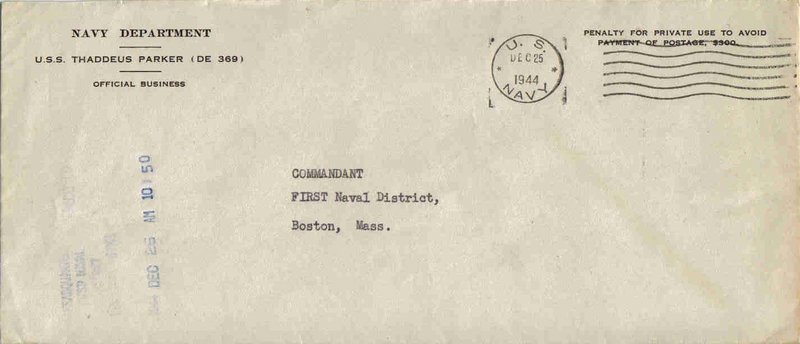 NAVY DEPARTMENT
U.S.S. THADDEUS PARKER (DE 369)
OFFICIAL BUSINESS
U. S.
DEC 25
1944
NAVY
PENALTY FOR PRIVATE USE TO AVOID
PAYMENT OF POSTAGE, $300.
COMMANDANT
FIRST Naval District,
Boston, Mass.
DEC 28 AM 10:50